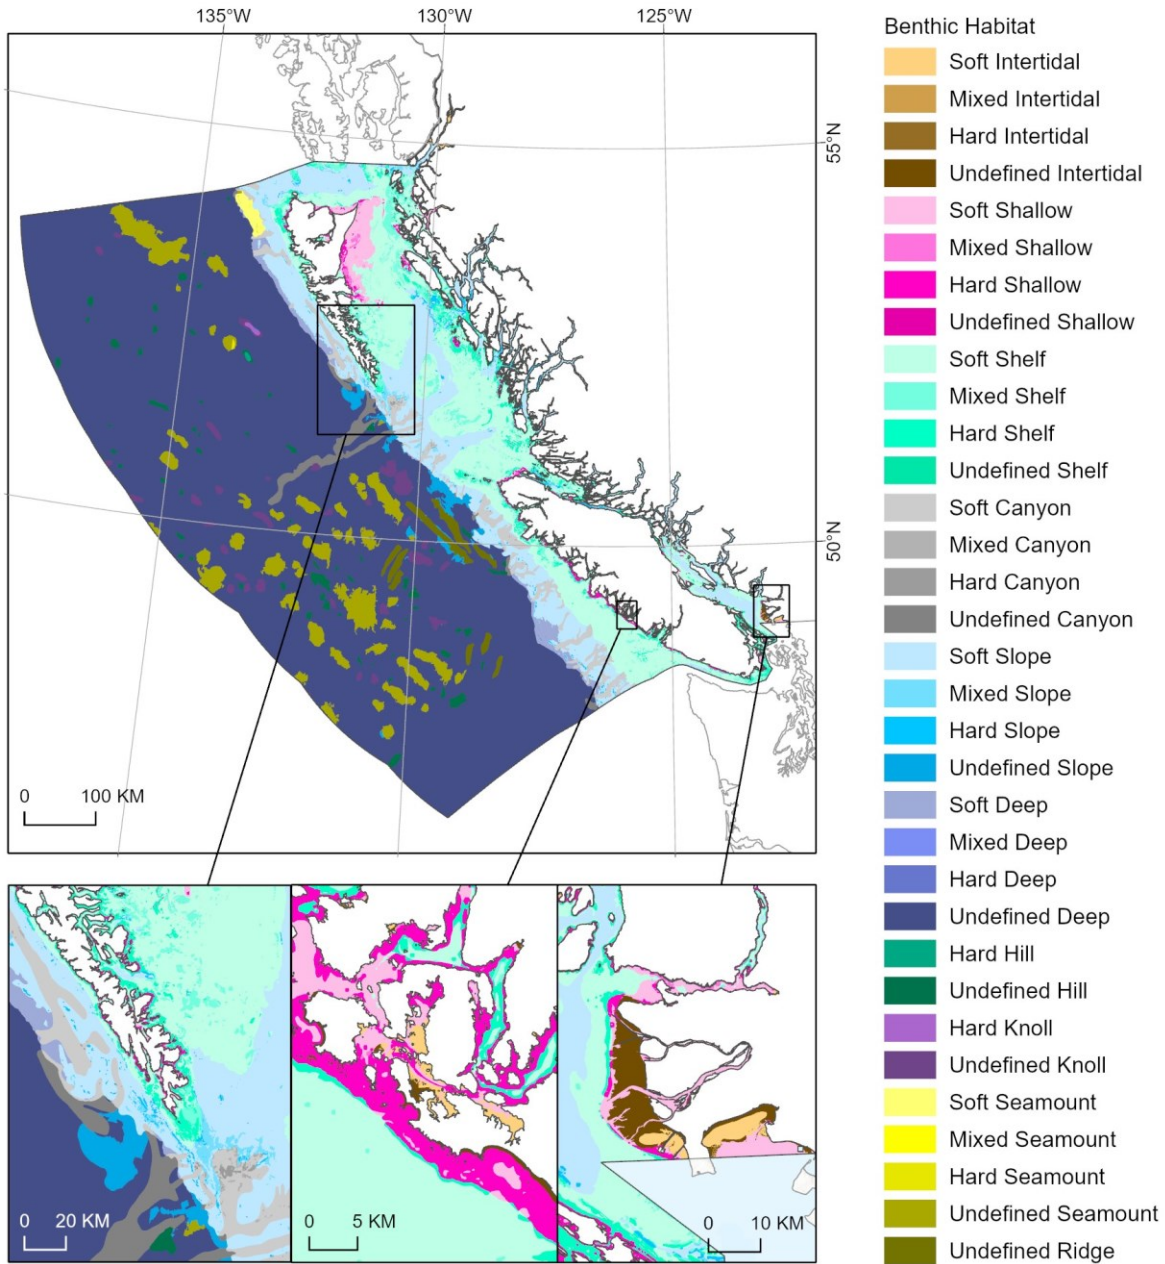 135°W 130°W 125°W
55°N
50°N
0 100 KM
0 20 KM
0 5 KM
0 10 KM
Benthic Habitat
Soft Intertidal
Mixed Intertidal
Hard Intertidal
Undefined Intertidal
Soft Shallow
Mixed Shallow
Hard Shallow
Undefined Shallow
Soft Shelf
Mixed Shelf
Hard Shelf
Undefined Shelf
Soft Canyon
Mixed Canyon
Hard Canyon
Undefined Canyon
Soft Slope
Mixed Slope
Hard Slope
Undefined Slope
Soft Deep
Mixed Deep
Hard Deep
Undefined Deep
Hard Hill
Undefined Hill
Hard Knoll
Undefined Knoll
Soft Seamount
Mixed Seamount
Hard Seamount
Undefined Seamount
Undefined Ridge